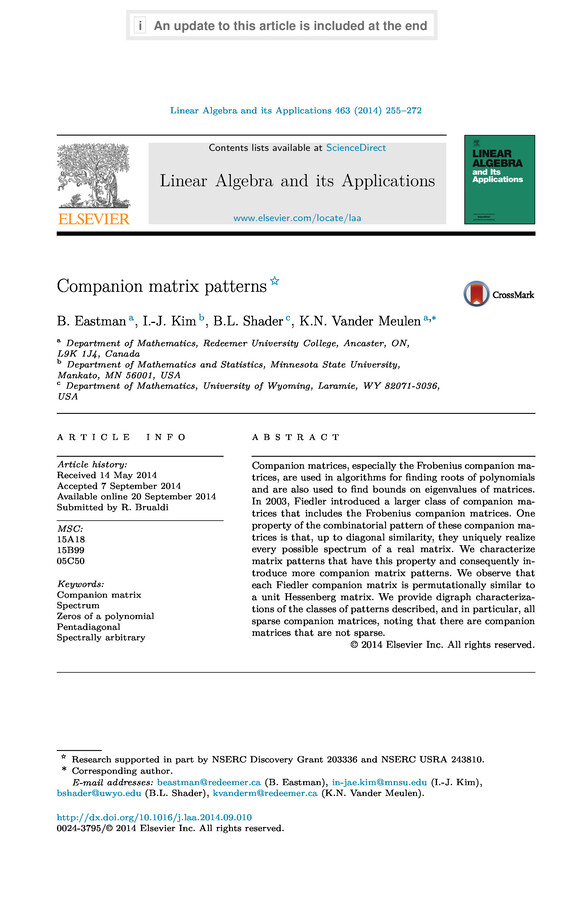 i An update to this article is included at the end
Linear Algebra and its Applications 463 (2014) 255–272
Contents lists available at ScienceDirect
Linear Algebra and its Applications
www.elsevier.com/locate/laa
ELSEVIER
LINEAR
ALGEBRA
and Its
Applications
Companion matrix patterns ☆
CrossMark
B. Eastman a, I.-J. Kim b, B.L. Shader c, K.N. Vander Meulen a,*
a Department of Mathematics, Redeemer University College, Ancaster, ON,
L9K 1J4, Canada
b Department of Mathematics and Statistics, Minnesota State University,
Mankato, MN 56001, USA
c Department of Mathematics, University of Wyoming, Laramie, WY 82071-3036,
USA
ARTICLE INFO
Article history:
Received 14 May 2014
Accepted 7 September 2014
Available online 20 September 2014
Submitted by R. Brualdi
MSC:
15A18
15B99
05C50
Keywords:
Companion matrix
Spectrum
Zeros of a polynomial
Pentadiagonal
Spectrally arbitrary
ABSTRACT
Companion matrices, especially the Frobenius companion ma-
trices, are used in algorithms for finding roots of polynomials
and are also used to find bounds on eigenvalues of matrices.
In 2003, Fiedler introduced a larger class of companion ma-
trices that includes the Frobenius companion matrices. One
property of the combinatorial pattern of these companion ma-
trices is that, up to diagonal similarity, they uniquely realize
every possible spectrum of a real matrix. We characterize
matrix patterns that have this property and consequently in-
troduce more companion matrix patterns. We observe that
each Fiedler companion matrix is permutationally similar to
a unit Hessenberg matrix. We provide digraph characteriza-
tions of the classes of patterns described, and in particular, all
sparse companion matrices, noting that there are companion
matrices that are not sparse.
© 2014 Elsevier Inc. All rights reserved.
☆ Research supported in part by NSERC Discovery Grant 203336 and NSERC USRA 243810.
* Corresponding author.
E-mail addresses: beastman@redeemer.ca (B. Eastman), in-jae.kim@mnsu.edu (I.-J. Kim),
bshader@uwyo.edu (B.L. Shader), kvanderm@redeemer.ca (K.N. Vander Meulen).
http://dx.doi.org/10.1016/j.laa.2014.09.010
0024-3795/© 2014 Elsevier Inc. All rights reserved.